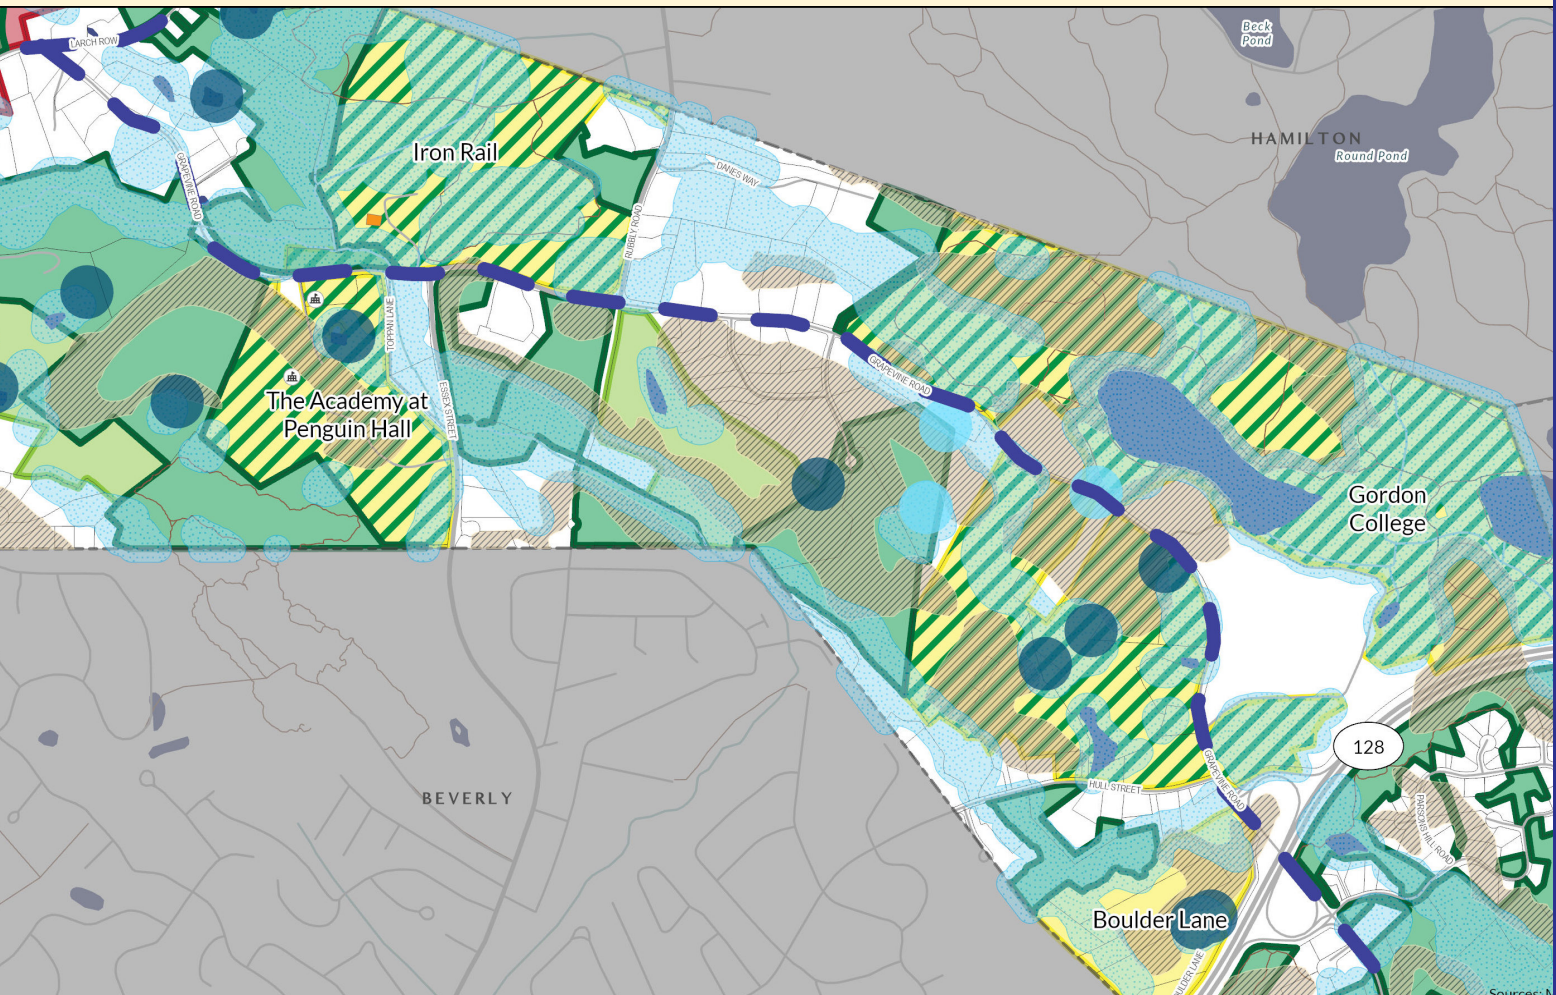 Beck
Pond
LARCH ROW
HAMILTON
Round Pond
Iron Rail
DANES WAY
GRAPEVINE ROAD
RUBBLY ROAD
TOPPAN LANE
GRAPEVINE ROAD
The Academy at
Penguin Hall
ESSEX STREET
Gordon
College
128
BEVERLY
HULL STREET
GRAPEVINE ROAD
PARSONS HILL ROAD
Boulder Lane
OULDER LANE
Sources: N